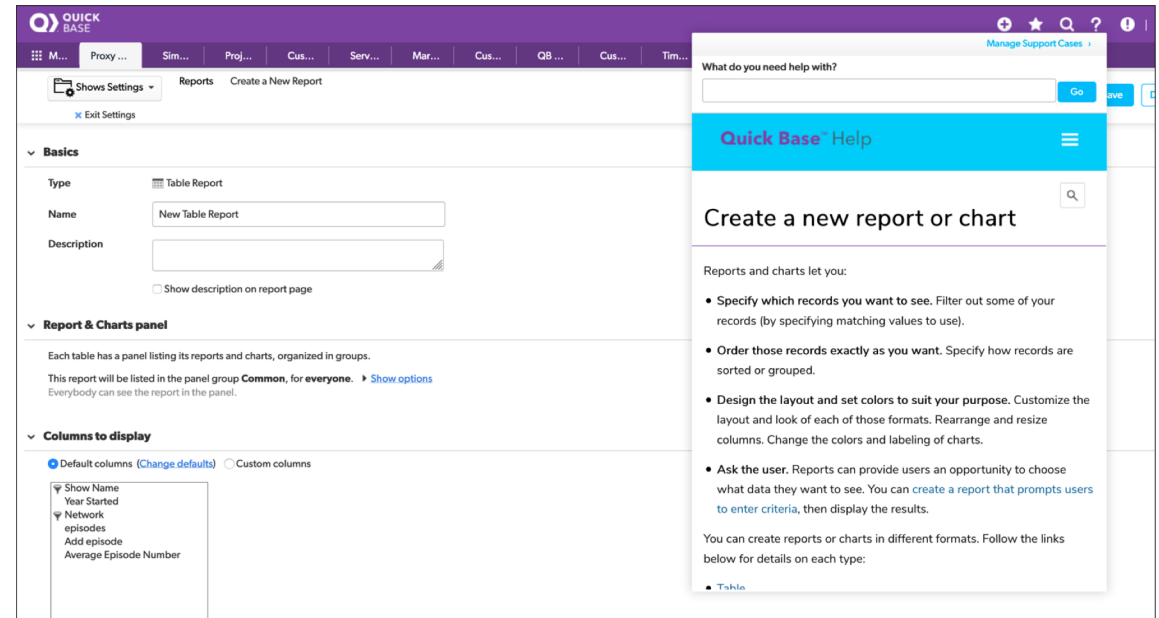 QUICK
BASE
M... Proxy ... Sim... Proj... Cus... Serv... Mar... Cus... QB ... Cus... Tim...
Shows Settings
Reports Create a New Report
Exit Settings
Basics
Type Table Report
Name New Table Report
Description
Show description on report page
Report & Charts panel
Each table has a panel listing its reports and charts, organized in groups.
This report will be listed in the panel group Common, for everyone. Show options
Everybody can see the report in the panel.
Columns to display
Default columns (Change defaults) Custom columns
Show Name
Year Started
Network
episodes
Add episode
Average Episode Number
Manage Support Cases ›
What do you need help with?
Go
Quick Base™ Help
Create a new report or chart
Reports and charts let you:
• Specify which records you want to see. Filter out some of your
records (by specifying matching values to use).
• Order those records exactly as you want. Specify how records are
sorted or grouped.
• Design the layout and set colors to suit your purpose. Customize the
layout and look of each of those formats. Rearrange and resize
columns. Change the colors and labeling of charts.
• Ask the user. Reports can provide users an opportunity to choose
what data they want to see. You can create a report that prompts users
to enter criteria, then display the results.
You can create reports or charts in different formats. Follow the links
below for details on each type:
• Table
ave